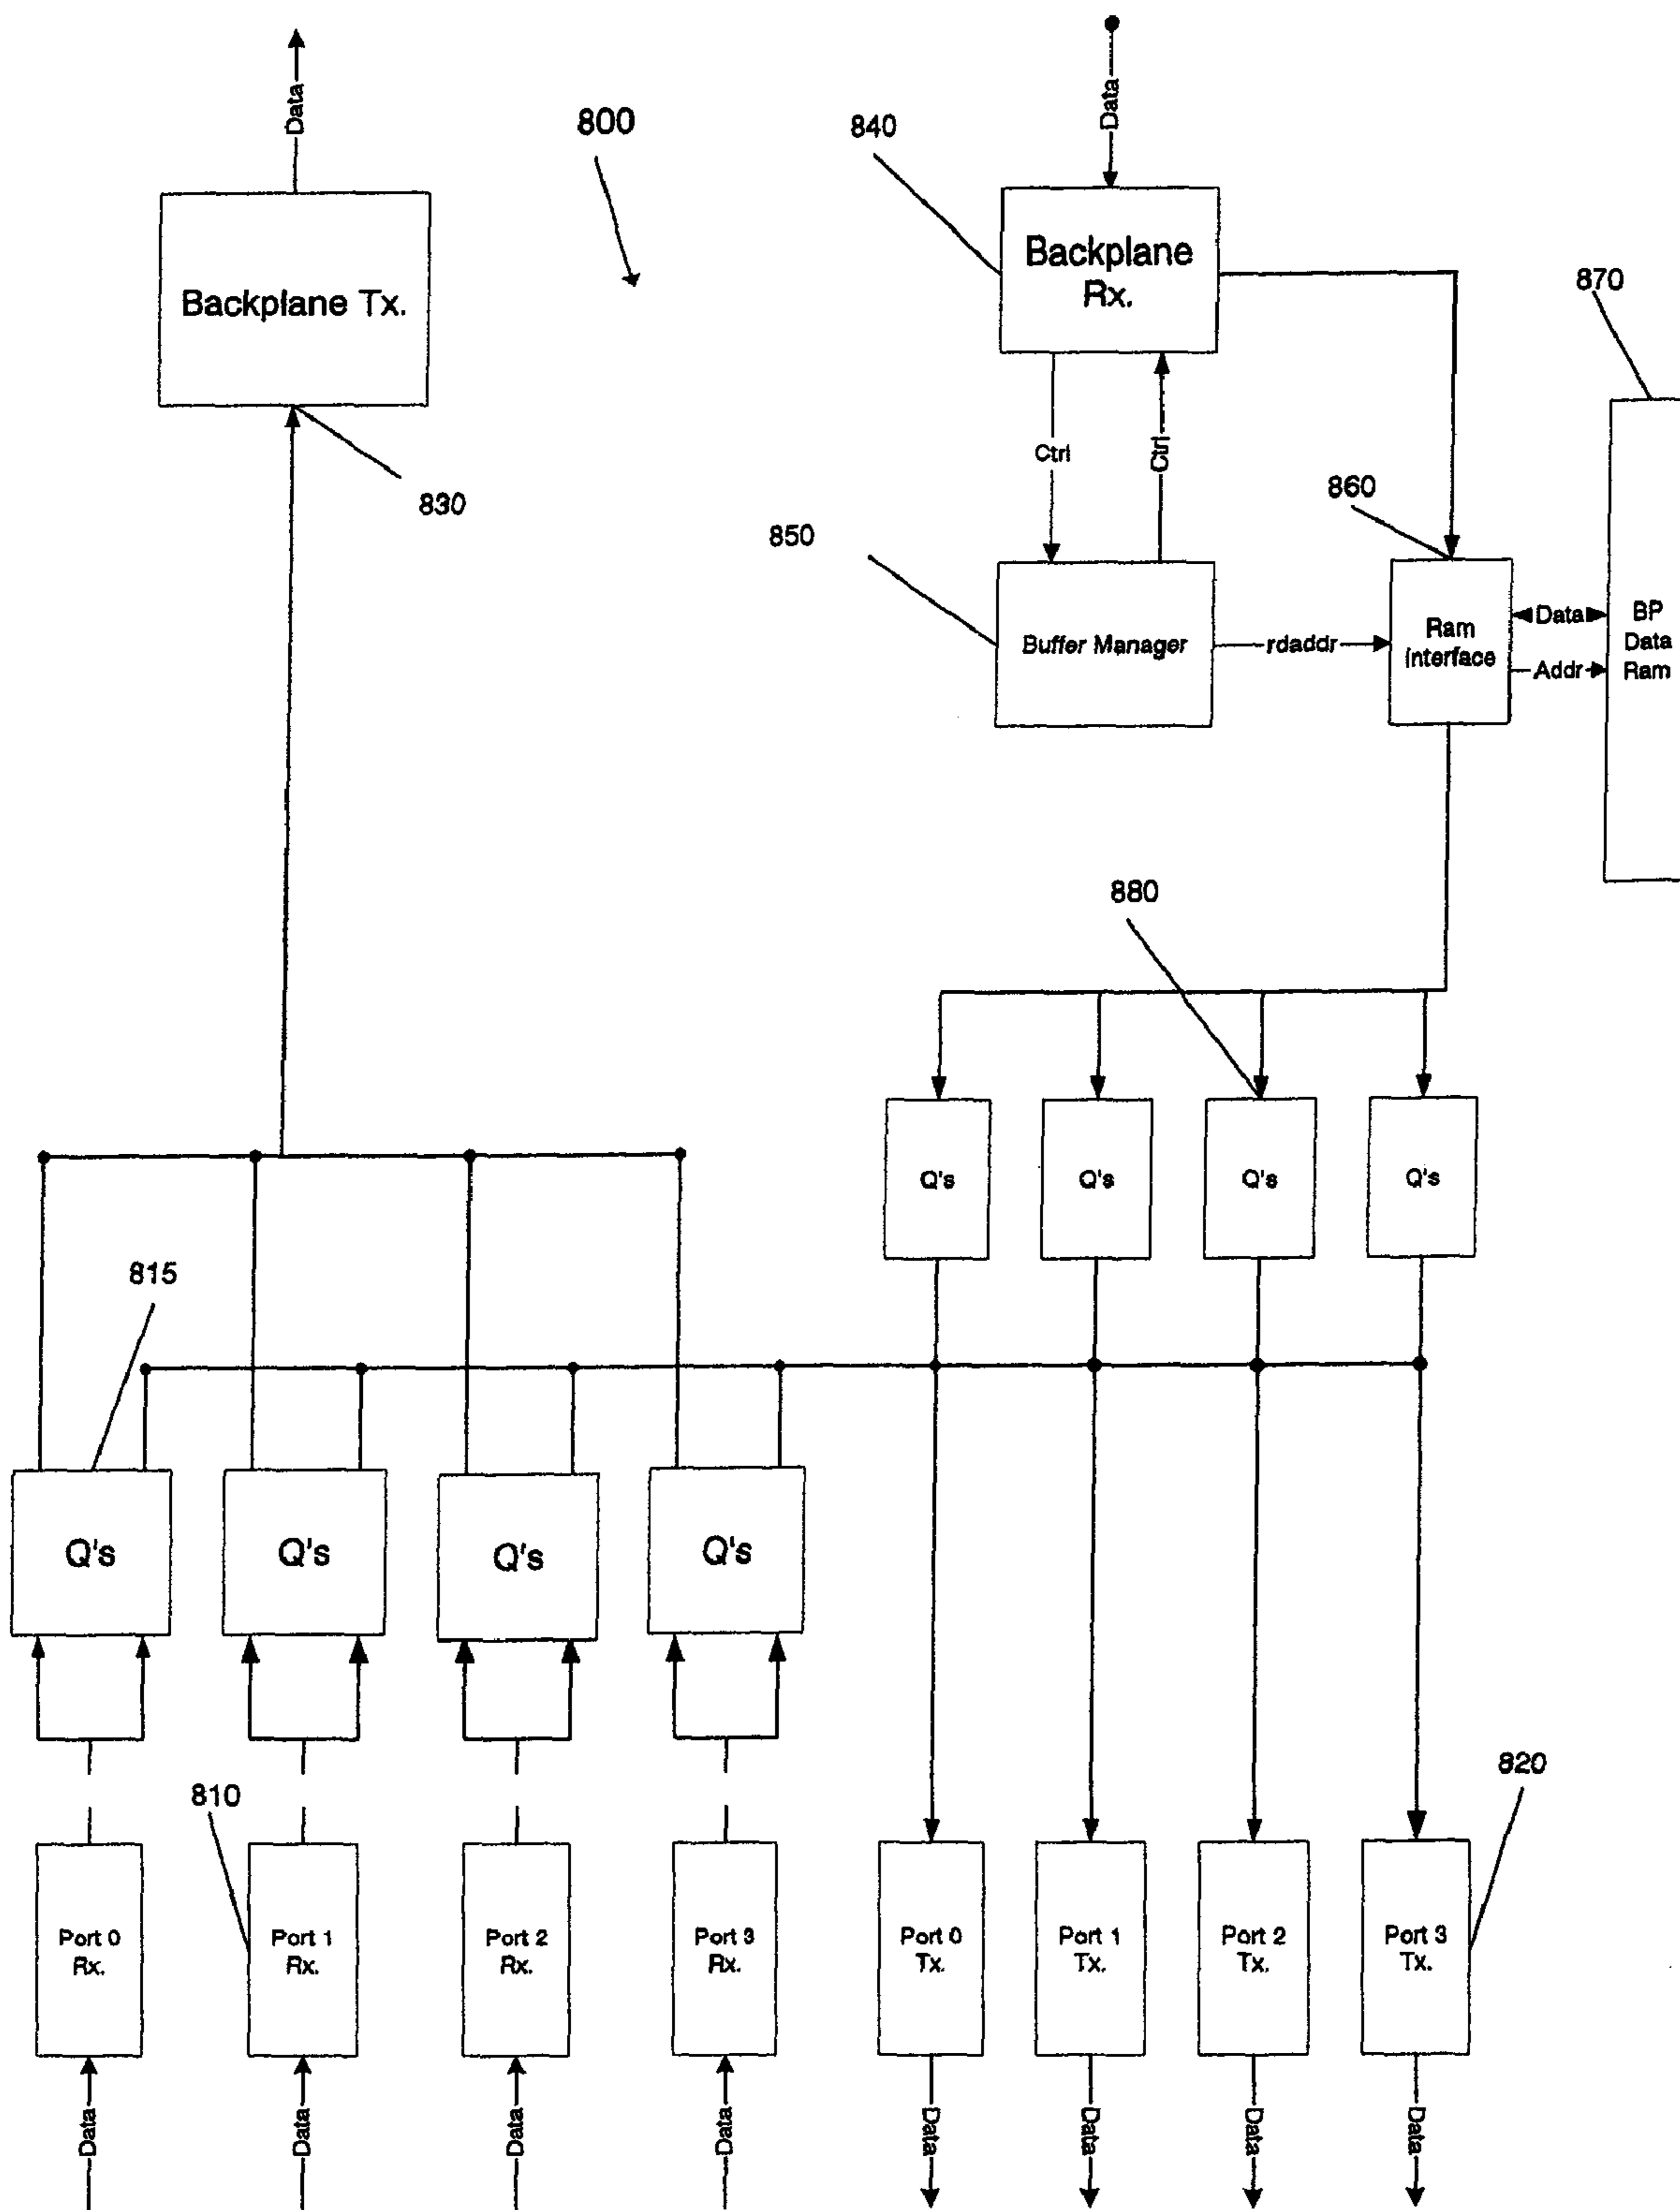 Data
Data
800
840
Backplane Tx.
Backplane
Rx.
870
830
Ctrl
Ctrl
860
850
Buffer Manager
rdaddr
Ram
Interface
Data
Addr
BP
Data
Ram
880
Q's
Q's
Q's
Q's
815
Q's
Q's
Q's
Q's
810
820
Port 0
Rx.
Port 1
Rx.
Port 2
Rx.
Port 3
Rx.
Port 0
Tx.
Port 1
Tx.
Port 2
Tx.
Port 3
Tx.
Data
Data
Data
Data
Data
Data
Data
Data